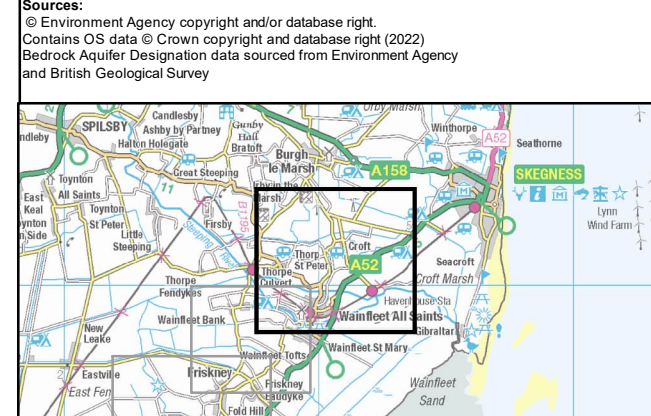 Sources:
© Environment Agency copyright and/or database right.
Contains OS data © Crown copyright and database right (2022)
Bedrock Aquifer Designation data sourced from Environment Agency
and British Geological Survey
Orby Marsh
Candlesby
SPILSBY
Ashby by Partney
Gunby
Hall
Winthorpe
A52
Seathorne
Halton Holegate
Bratoft
Burgh
le Marsh
A158
SKEGNESS
Great Steeping
Toynton
All Saints
11
East
Keal
Toynton
St Peter
Firsby
B1195
Marsh
Lynn
Wind Farm
Little
Steeping
Steeping
Croft
Thorpe
St Peter
A52
Seacroft
Thorpe
Culvert
Croft Marsh
Thorpe
Fendykes
Havenhouse Sta
Wainfleet Bank
Wainfleet All Saints
Gibraltar
New
Leake
Wainfleet St Mary
Wainfleet Tofts
Eastville
Friskney
Wainfleet
Sand
2
East Fen
Friskney
Eaudyke
Fold Hill